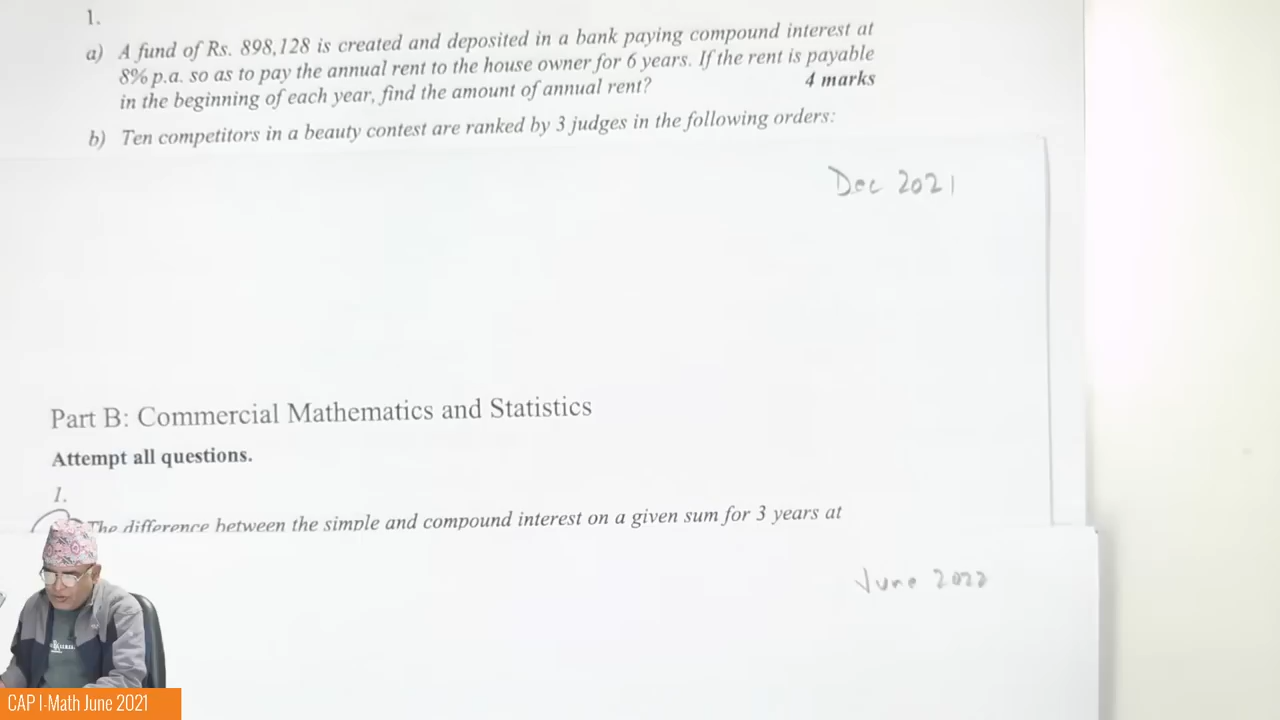 1.
a) A fund of Rs. 898,128 is created and deposited in a bank paying compound interest at
8% p.a. so as to pay the annual rent to the house owner for 6 years. If the rent is payable
in the beginning of each year, find the amount of annual rent? 4 marks
b) Ten competitors in a beauty contest are ranked by 3 judges in the following orders:
Dec 2021
Part B: Commercial Mathematics and Statistics
Attempt all questions.
1.
The difference between the simple and compound interest on a given sum for 3 years at
June 2022
CAP I-Math June 2021